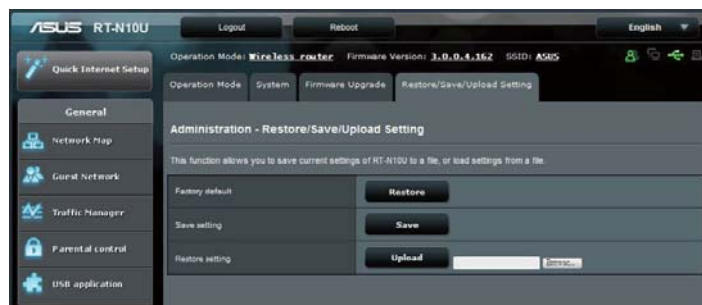 ASUS RT-N10U
Logout
Reboot
English
Quick Internet Setup
Operation Mode: Wireless router Firmware Version: 3.0.0.4.162 SSID: ASUS
Operation Mode
System
Firmware Upgrade
Restore/Save/Upload Setting
General
Network Map
Guest Network
Traffic Manager
Parental control
USB application
Administration - Restore/Save/Upload Setting
This function allows you to save current settings of RT-N10U to a file, or load settings from a file.
Factory default
Restore
Save setting
Save
Restore setting
Upload